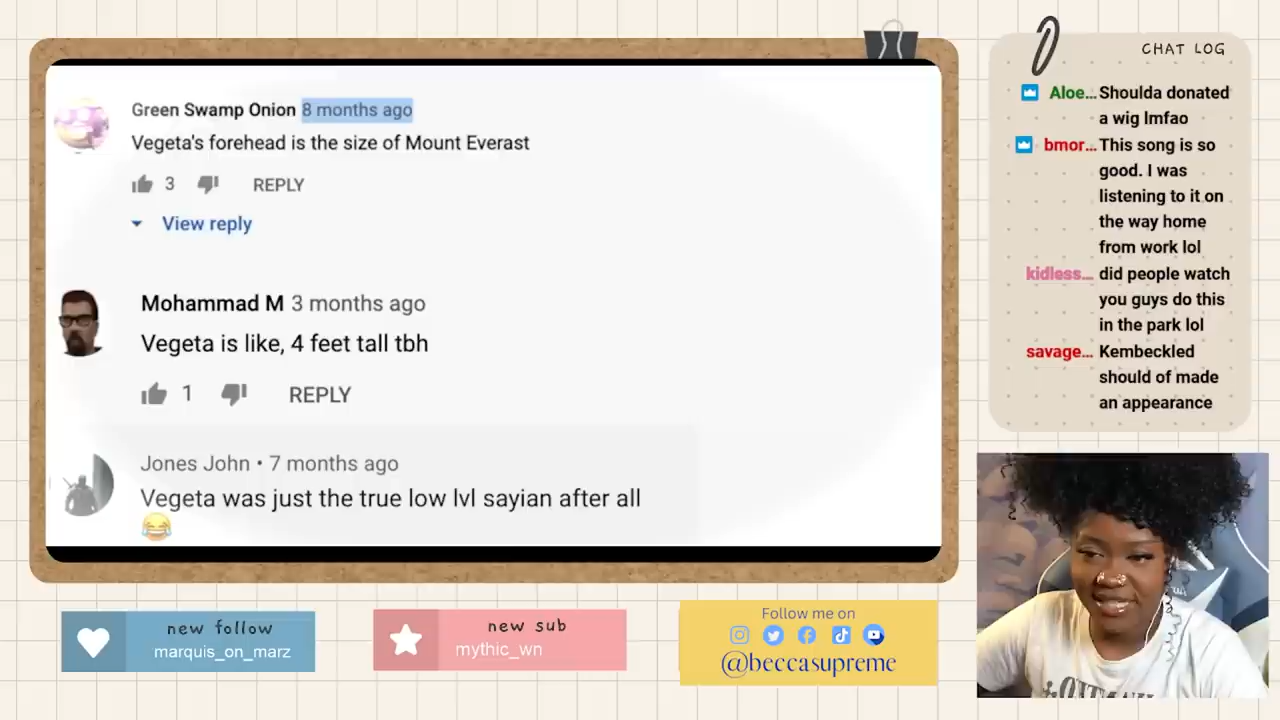 Green Swamp Onion 8 months ago
Vegeta's forehead is the size of Mount Everast
3 REPLY
View reply
Mohammad M 3 months ago
Vegeta is like, 4 feet tall tbh
1 REPLY
Jones John • 7 months ago
Vegeta was just the true low lvl sayian after all
😂
CHAT LOG
Aloe... Shoulda donated
a wig lmfao
bmor... This song is so
good. I was
listening to it on
the way home
from work lol
kidless... did people watch
you guys do this
in the park lol
savage... Kembeckled
should of made
an appearance
new follow
marquis_on_marz
new sub
mythic_wn
Follow me on
@beccasupreme